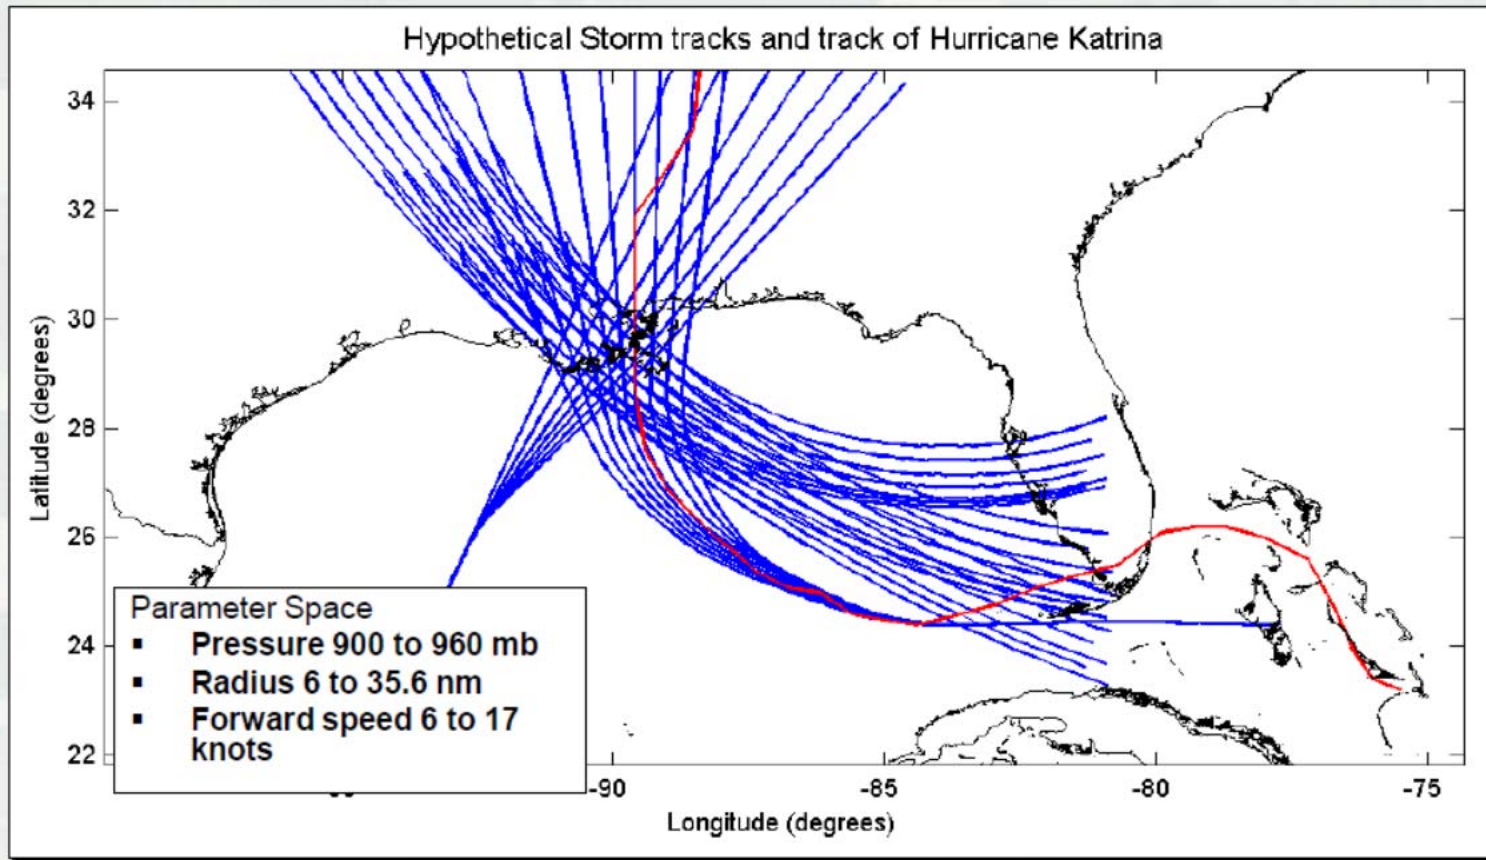 Hypothetical Storm tracks and track of Hurricane Katrina
34
32
30
28
26
24
22
Latitude (degrees)
Parameter Space
▪ Pressure 900 to 960 mb
▪ Radius 6 to 35.6 nm
▪ Forward speed 6 to 17
knots
-90 -85 -80 -75
Longitude (degrees)